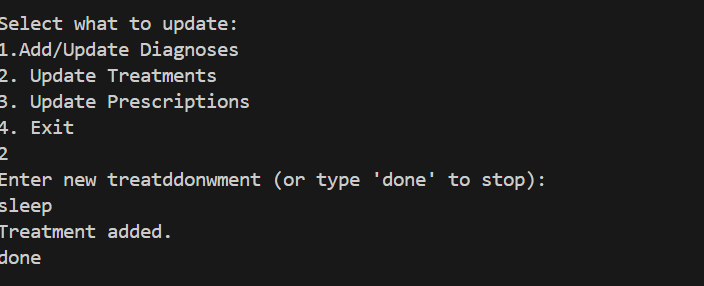 Select what to update:
1.Add/Update Diagnoses
2. Update Treatments
3. Update Prescriptions
4. Exit
2
Enter new treatddonwment (or type 'done' to stop):
sleep
Treatment added.
done